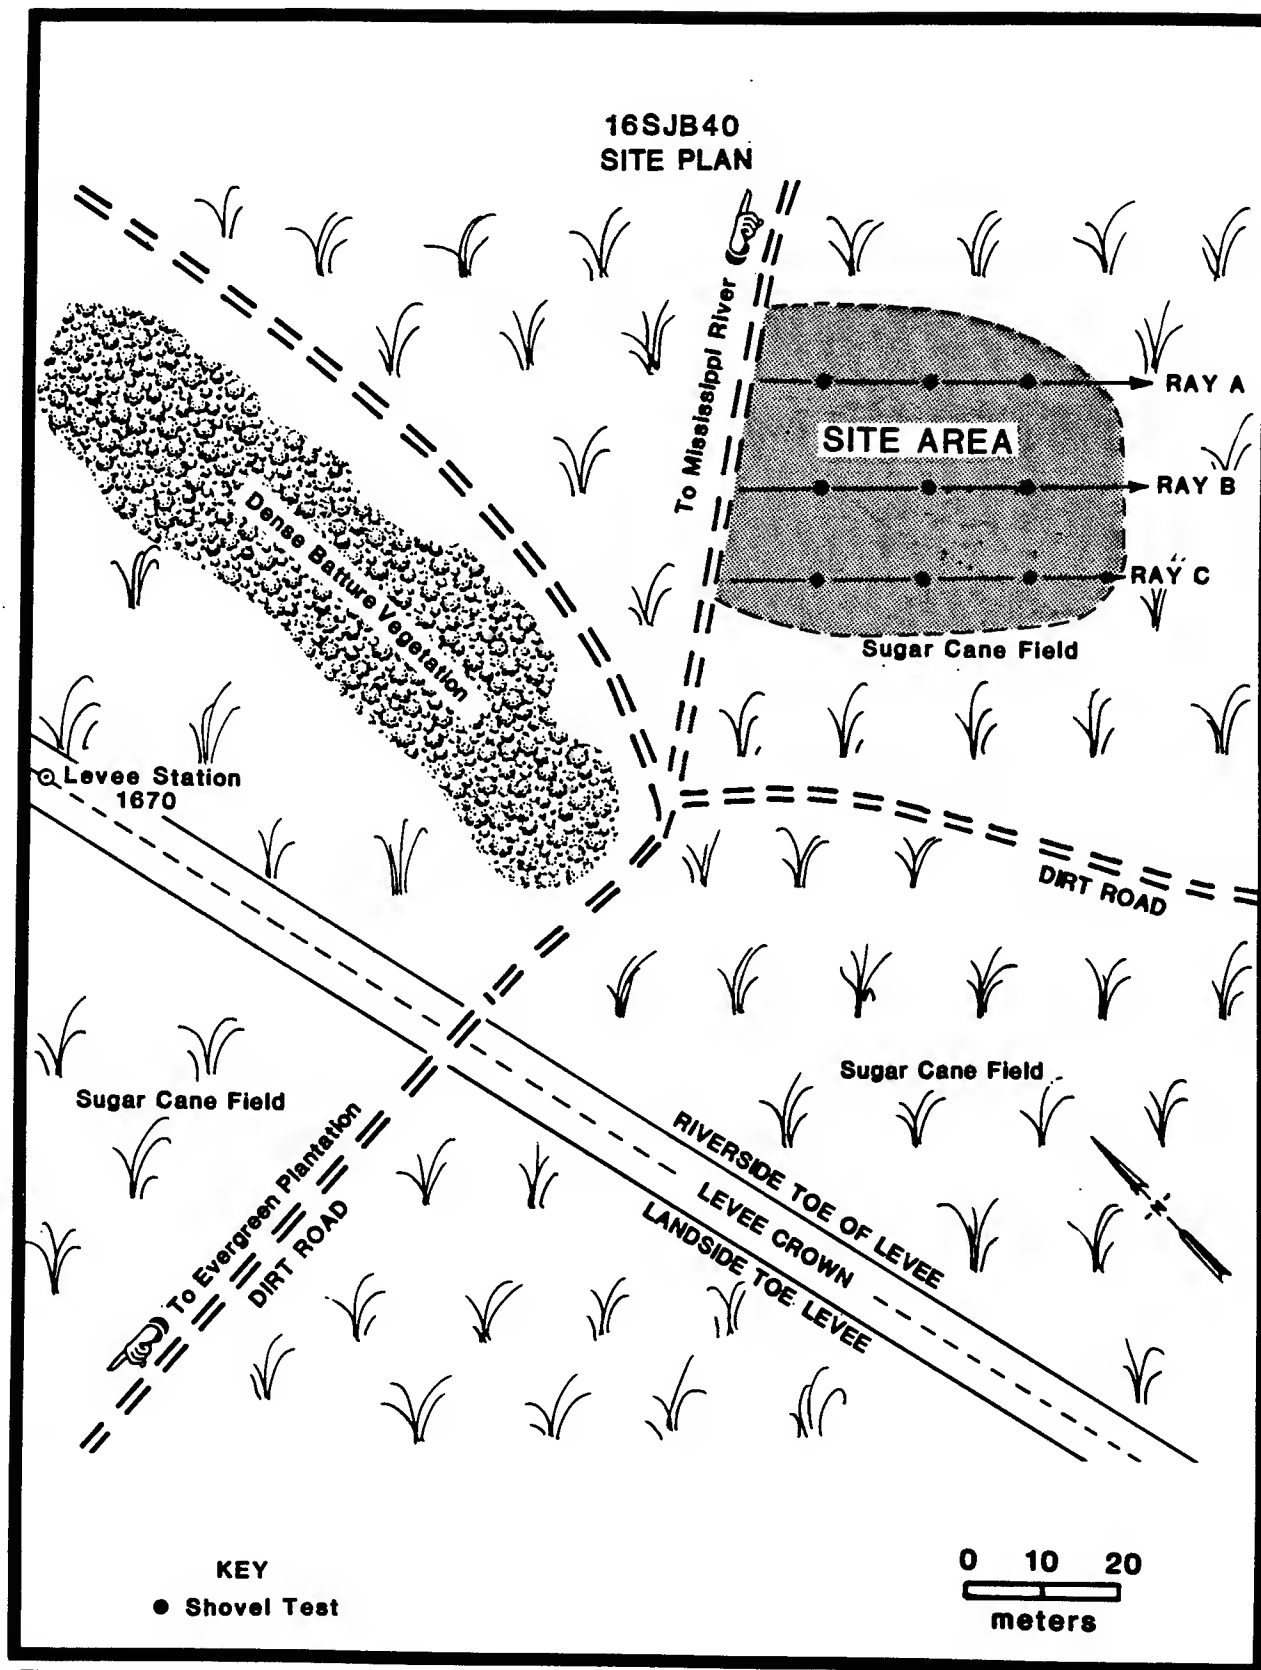 16SJB40
SITE PLAN
To Mississippi River
RAY A
SITE AREA
RAY B
RAY C
Sugar Cane Field
Dense Batture Vegetation
Levee Station
1670
DIRT ROAD
Sugar Cane Field
Sugar Cane Field
To Evergreen Plantation
DIRT ROAD
RIVERSIDE TOE OF LEVEE
LEVEE CROWN
LANDSIDE TOE LEVEE
N
KEY
Shovel Test
0 10 20
meters